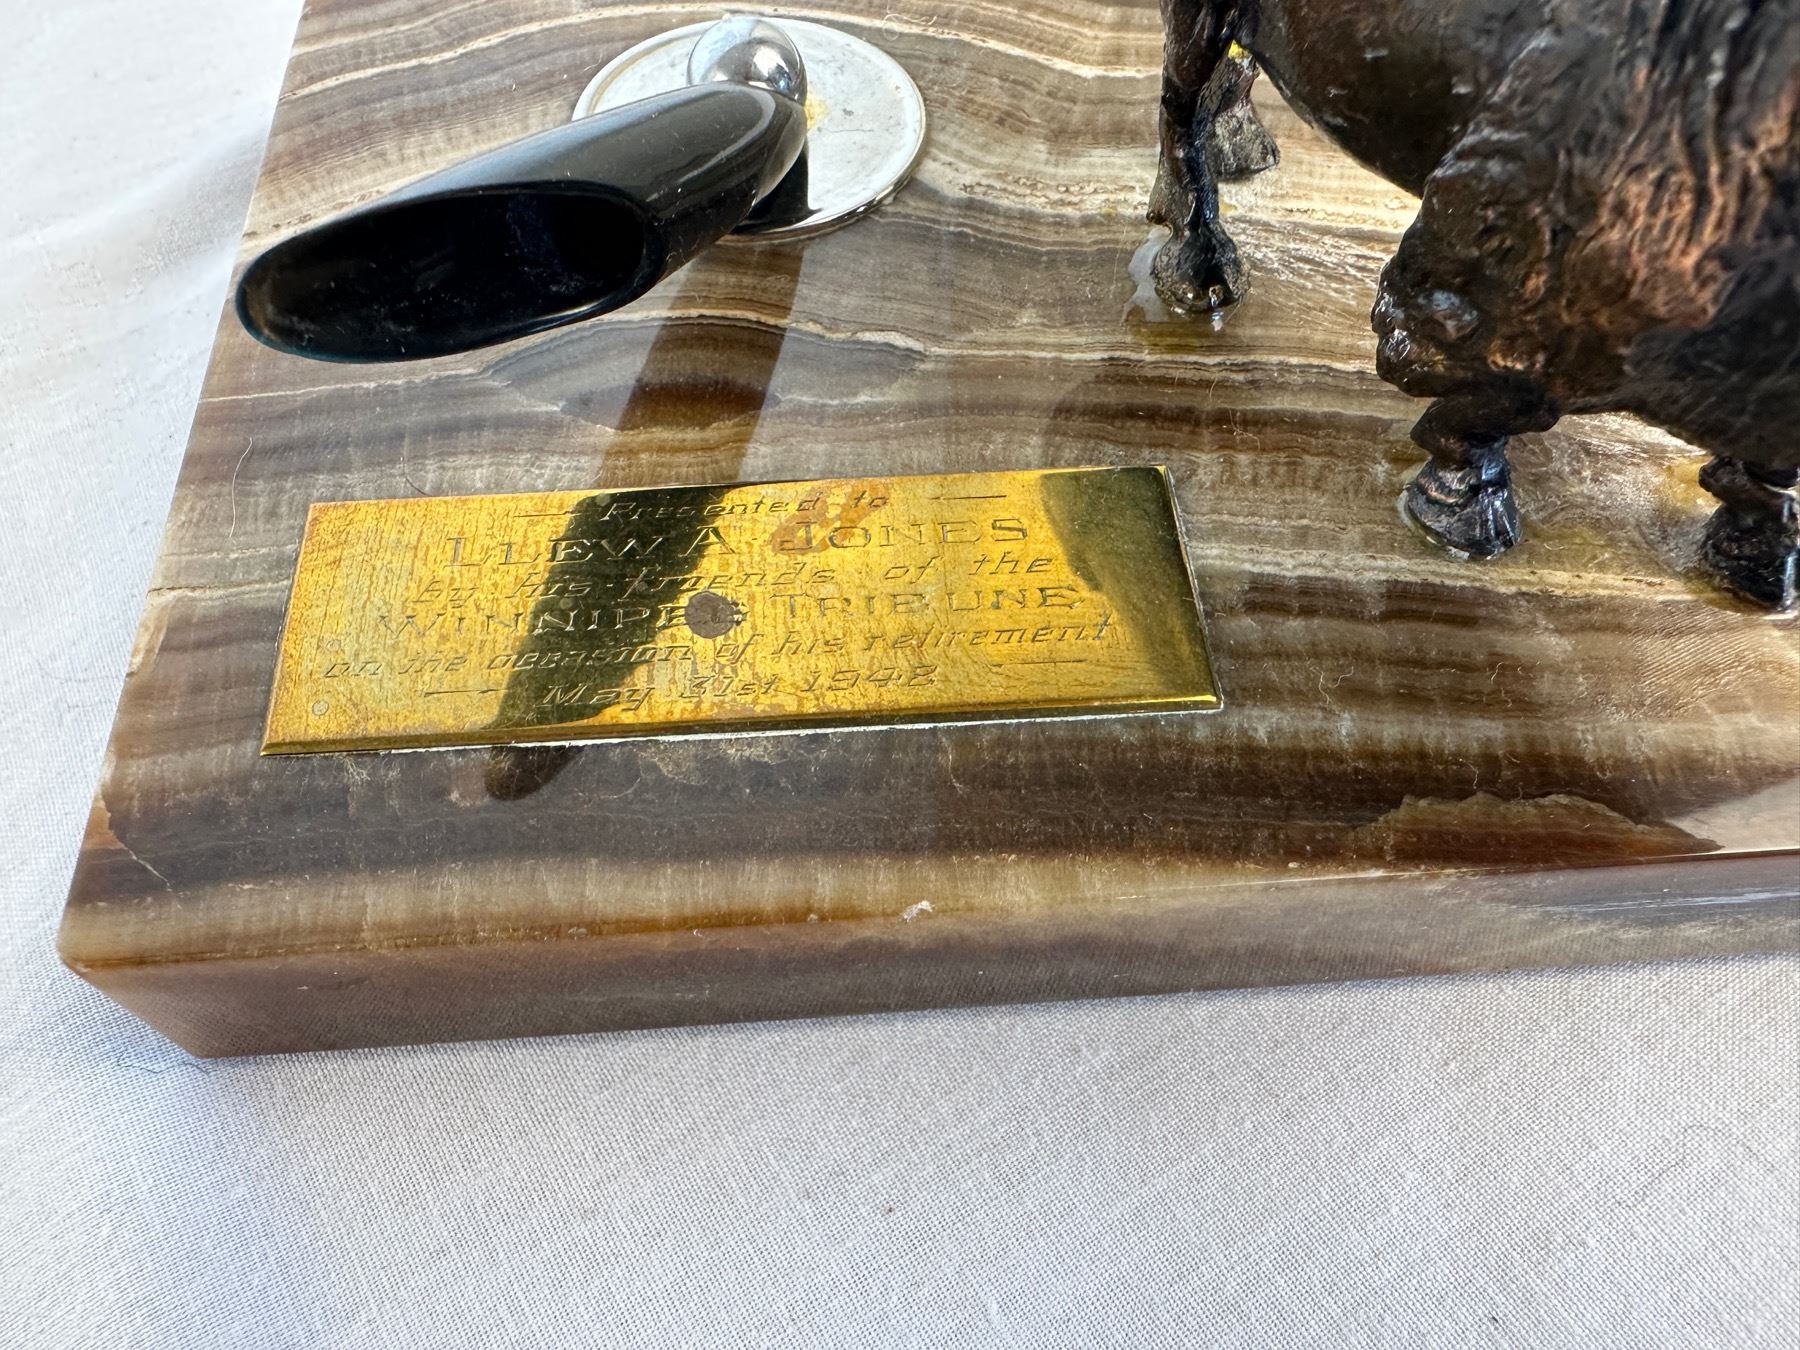 Presented to
LLEW A. JONES
by his friends of the
WINNIPEG TRIBUNE
on the occasion of his retirement
May 31st 1948